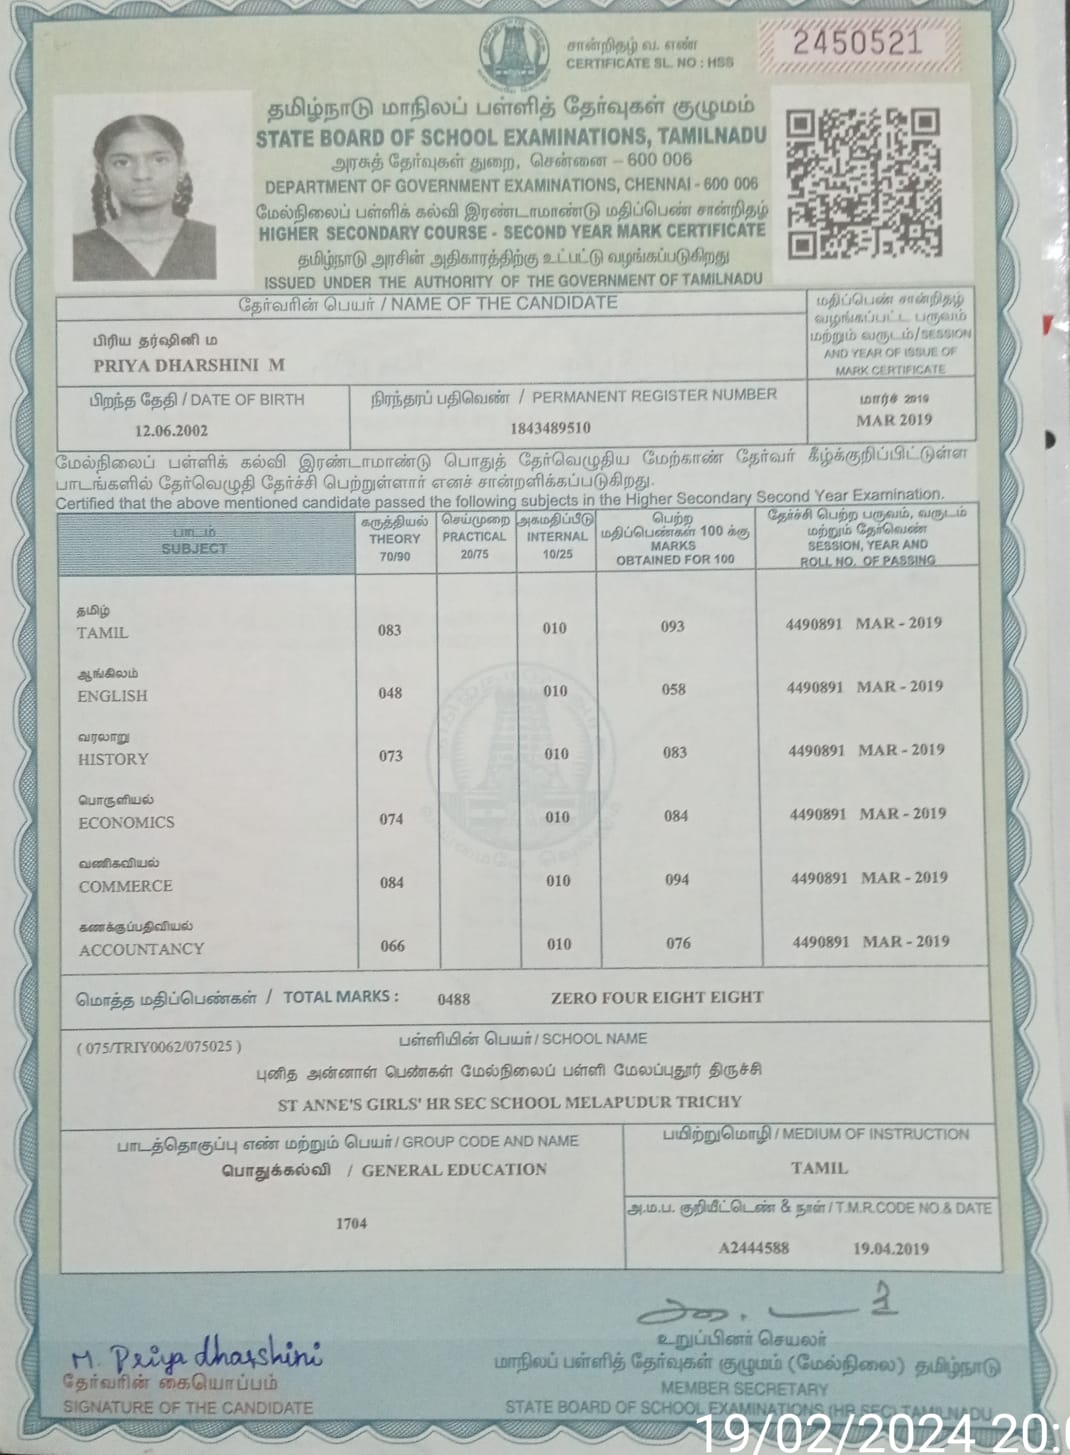 சான்றிதழ் வ. எண்
CERTIFICATE SL. NO : HSS
2450521
தமிழ்நாடு மாநிலப் பள்ளித் தேர்வுகள் குழுமம்
STATE BOARD OF SCHOOL EXAMINATIONS, TAMILNADU
அரசுத் தேர்வுகள் துறை, சென்னை – 600 006
DEPARTMENT OF GOVERNMENT EXAMINATIONS, CHENNAI - 600 006
மேல்நிலைப் பள்ளிக் கல்வி இரண்டாமாண்டு மதிப்பெண் சான்றிதழ்
HIGHER SECONDARY COURSE - SECOND YEAR MARK CERTIFICATE
தமிழ்நாடு அரசின் அதிகாரத்திற்கு உட்பட்டு வழங்கப்படுகிறது
ISSUED UNDER THE AUTHORITY OF THE GOVERNMENT OF TAMILNADU
தேர்வரின் பெயர் / NAME OF THE CANDIDATE
பிரிய தர்ஷினி ம
PRIYA DHARSHINI M
மதிப்பெண் சான்றிதழ்
வழங்கப்பட்ட பருவம்
மற்றும் வருடம்/SESSION
AND YEAR OF ISSUE OF
MARK CERTIFICATE
பிறந்த தேதி / DATE OF BIRTH
12.06.2002
நிரந்தரப் பதிவெண் / PERMANENT REGISTER NUMBER
1843489510
மார்ச் 2019
MAR 2019
மேல்நிலைப் பள்ளிக் கல்வி இரண்டாமாண்டு பொதுத் தேர்வெழுதிய மேற்காண் தேர்வர் கீழ்க்குறிப்பிட்டுள்ள
பாடங்களில் தேர்வெழுதி தேர்ச்சி பெற்றுள்ளார் எனச் சான்றளிக்கப்படுகிறது.
Certified that the above mentioned candidate passed the following subjects in the Higher Secondary Second Year Examination.
பாடம்
SUBJECT
கருத்தியல்
THEORY
70/90
செய்முறை
PRACTICAL
20/75
அகமதிப்பீடு
INTERNAL
10/25
பெற்ற
மதிப்பெண்கள் 100 க்கு
MARKS
OBTAINED FOR 100
தேர்ச்சி பெற்ற பருவம், வருடம்
மற்றும் தேர்வெண்
SESSION, YEAR AND
ROLL NO. OF PASSING
தமிழ்
TAMIL 083 010 093 4490891 MAR - 2019
ஆங்கிலம்
ENGLISH 048 010 058 4490891 MAR - 2019
வரலாறு
HISTORY 073 010 083 4490891 MAR - 2019
பொருளியல்
ECONOMICS 074 010 084 4490891 MAR - 2019
வணிகவியல்
COMMERCE 084 010 094 4490891 MAR - 2019
கணக்குப்பதிவியல்
ACCOUNTANCY 066 010 076 4490891 MAR - 2019
மொத்த மதிப்பெண்கள் / TOTAL MARKS : 0488 ZERO FOUR EIGHT EIGHT
( 075/TRIY0062/075025 ) பள்ளியின் பெயர்/ SCHOOL NAME
புனித அன்னாள் பெண்கள் மேல்நிலைப் பள்ளி மேலப்புதூர் திருச்சி
ST ANNE'S GIRLS' HR SEC SCHOOL MELAPUDUR TRICHY
பாடத்தொகுப்பு எண் மற்றும் பெயர்/ GROUP CODE AND NAME
பொதுக்கல்வி / GENERAL EDUCATION
1704
பயிற்றுமொழி / MEDIUM OF INSTRUCTION
TAMIL
அ.ம.ப. குறியீட்டெண் & நாள்/ T.M.R.CODE NO.& DATE
A2444588 19.04.2019
M. Priya dharshini
தேர்வரின் கையொப்பம்
SIGNATURE OF THE CANDIDATE
உறுப்பினர் செயலர்
மாநிலப் பள்ளித் தேர்வுகள் குழுமம் (மேல்நிலை) தமிழ்நாடு
MEMBER SECRETARY
STATE BOARD OF SCHOOL EXAMINATIONS (HR SEC) TAMILNADU
19/02/2024 20: